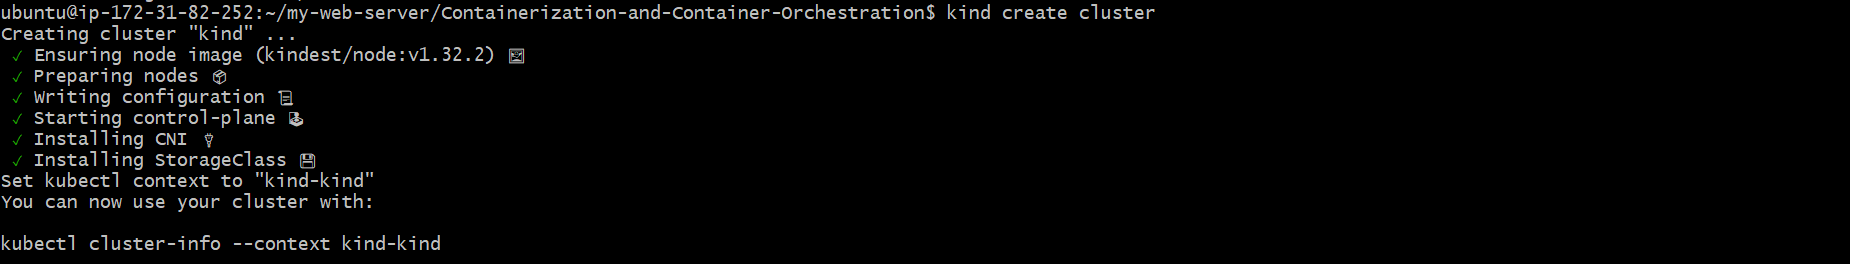 ubuntu@ip-172-31-82-252:~/my-web-server/Containerization-and-Container-Orchestration$ kind create cluster
Creating cluster "kind" ...
✓ Ensuring node image (kindest/node:v1.32.2) 🖼
✓ Preparing nodes 📦
✓ Writing configuration 📜
✓ Starting control-plane 🕹️
✓ Installing CNI 🔌
✓ Installing StorageClass 💾
Set kubectl context to "kind-kind"
You can now use your cluster with:
kubectl cluster-info --context kind-kind